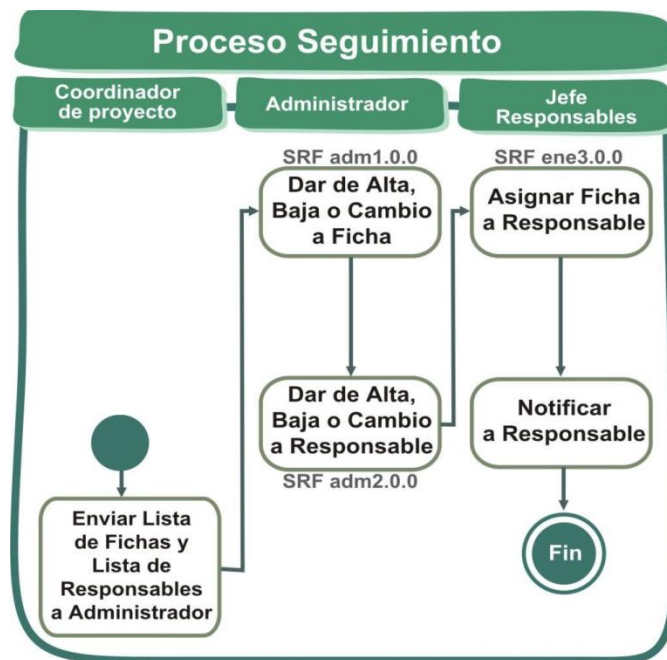 Proceso Seguimiento
Coordinador
de proyecto
Administrador
Jefe
Responsables
SRF adm1.0.0
Dar de Alta,
Baja o Cambio
a Ficha
SRF ene3.0.0
Asignar Ficha
a Responsable
Dar de Alta,
Baja o Cambio
a Responsable
SRF adm2.0.0
Notificar
a Responsable
Enviar Lista
de Fichas y
Lista de
Responsables
a Administrador
Fin